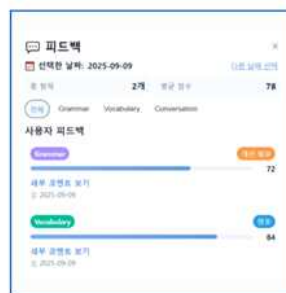 피드백 ×
선택한 날짜: 2025-09-09 다른 날짜 선택
총 항목 2개 평균 점수 78
전체 Grammar Vocabulary Conversation
사용자 피드백
Grammar 개선 필요
72
세부 코멘트 보기
2025-09-09
Vocabulary
84
세부 코멘트 보기
2025-09-09